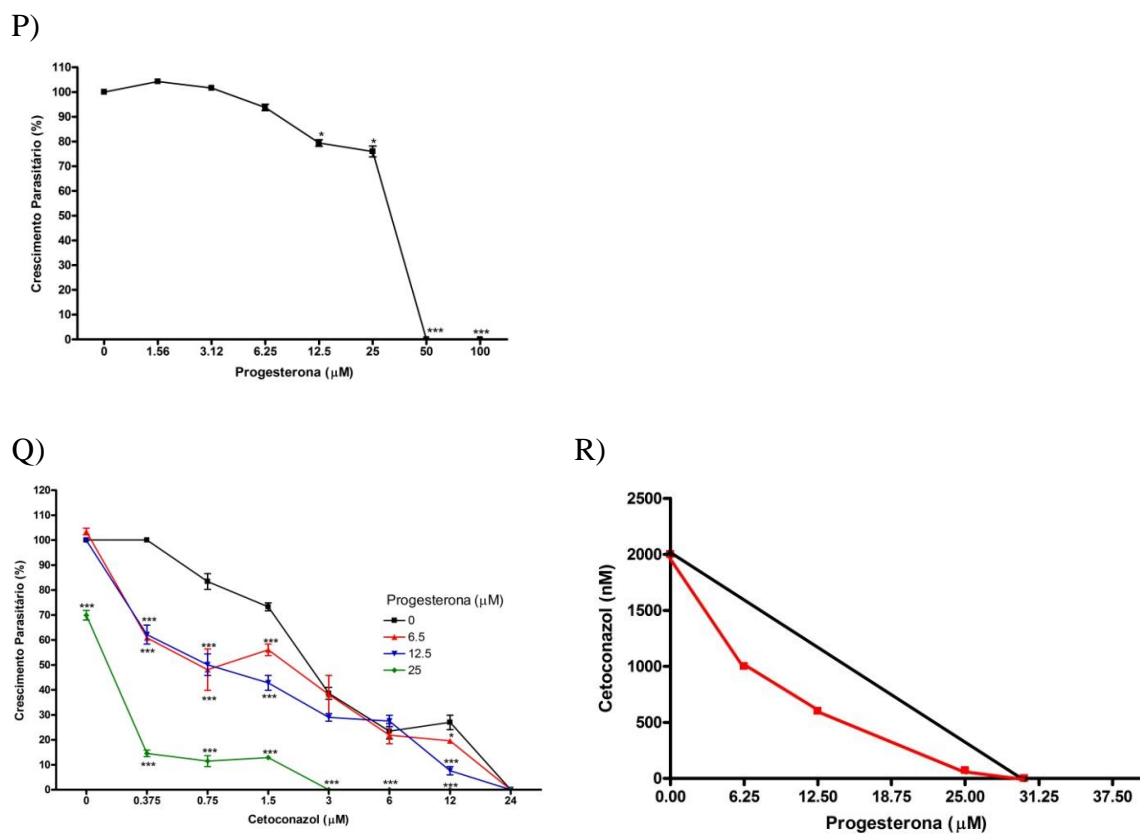 P)
110
100
90
80
70
60
50
40
30
20
10
0
Crescimento Parasitário (%)
* * *** ***
0 1.56 3.12 6.25 12.5 25 50 100
Progesterona (µM)
Q)
120
110
100
90
80
70
60
50
40
30
20
10
0
Crescimento Parasitário (%)
Progesterona (µM)
0
6.5
12.5
25
*** *** *** *** *** *** *** *** *** *** *** *** * *** ***
0 0.375 0.75 1.5 3 6 12 24
Cetoconazol (µM)
R)
2500
2000
1500
1000
500
0
Cetoconazol (nM)
0.00 6.25 12.50 18.75 25.00 31.25 37.50
Progesterona (µM)